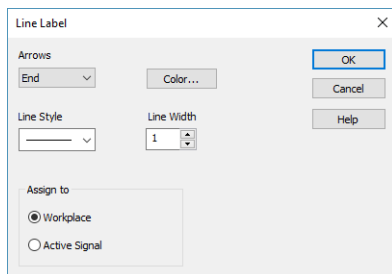 Line Label
Arrows
End
Color...
OK
Cancel
Line Style
Line Width
1
Help
Assign to
Workplace
Active Signal